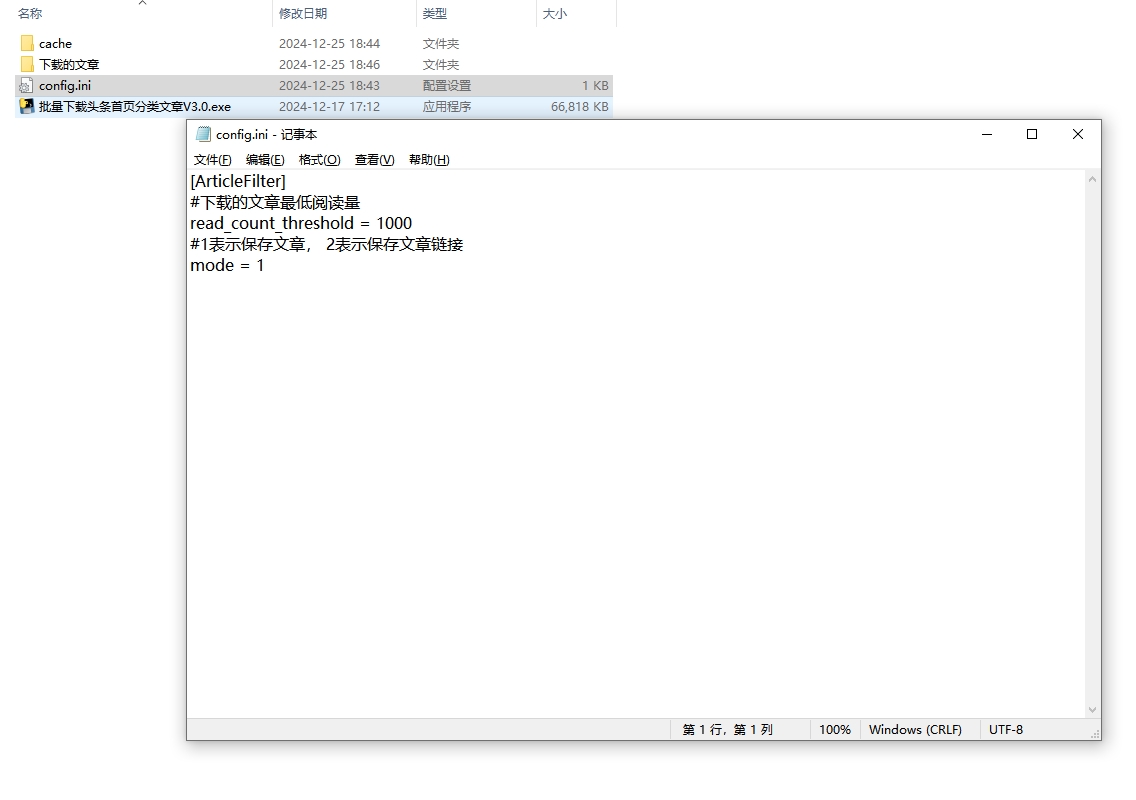 名称 修改日期 类型 大小
cache 2024-12-25 18:44 文件夹
下载的文章 2024-12-25 18:46 文件夹
config.ini 2024-12-25 18:43 配置设置 1 KB
批量下载头条首页分类文章V3.0.exe 2024-12-17 17:12 应用程序 66,818 KB
config.ini - 记事本
文件(F) 编辑(E) 格式(O) 查看(V) 帮助(H)
[ArticleFilter]
#下载的文章最低阅读量
read_count_threshold = 1000
#1表示保存文章， 2表示保存文章链接
mode = 1
第 1 行，第 1 列 100% Windows (CRLF) UTF-8